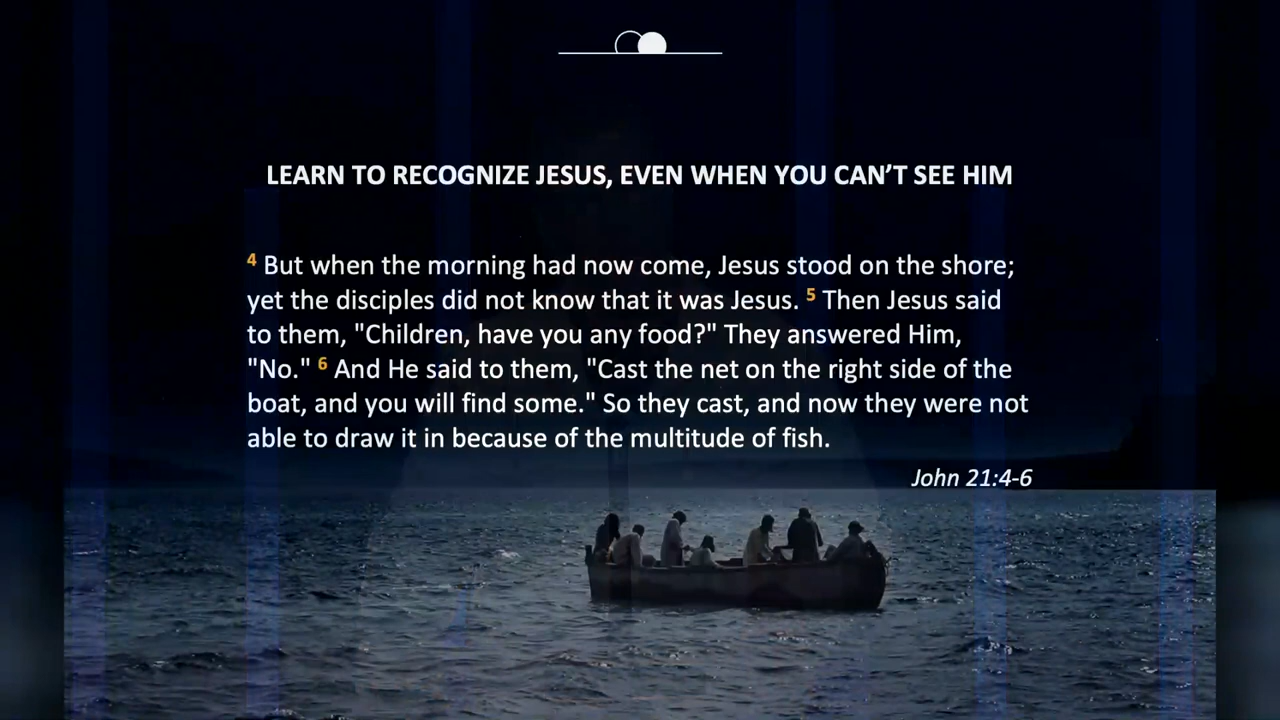 LEARN TO RECOGNIZE JESUS, EVEN WHEN YOU CAN’T SEE HIM
4 But when the morning had now come, Jesus stood on the shore;
yet the disciples did not know that it was Jesus. 5 Then Jesus said
to them, "Children, have you any food?" They answered Him,
"No." 6 And He said to them, "Cast the net on the right side of the
boat, and you will find some." So they cast, and now they were not
able to draw it in because of the multitude of fish.
John 21:4-6